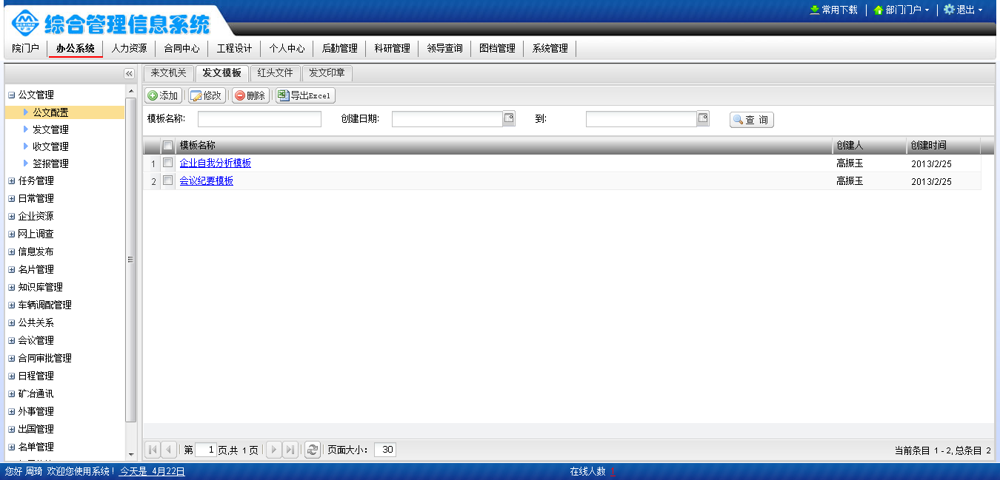 常用下载 部门门户 退出
综合管理信息系统
院门户 办公系统 人力资源 合同中心 工程设计 个人中心 后勤管理 科研管理 领导查询 图档管理 系统管理
来文机关 发文模板 红头文件 发文印章
添加 修改 删除 导出Excel
模板名称: 创建日期: 到: 查 询
模板名称 创建人 创建时间
1 企业自我分析模板 高振玉 2013/2/25
2 会议纪要模板 高振玉 2013/2/25
公文管理
公文配置
发文管理
收文管理
签报管理
任务管理
日常管理
企业资源
网上调查
信息发布
名片管理
知识库管理
车辆调配管理
公共关系
会议管理
合同审批管理
日程管理
矿冶通讯
外事管理
出国管理
名单管理
第 1 页,共 1 页 页面大小: 30 当前条目 1 - 2, 总条目 2
您好 周琦 欢迎您使用系统! 今天是 4月22日 在线人数